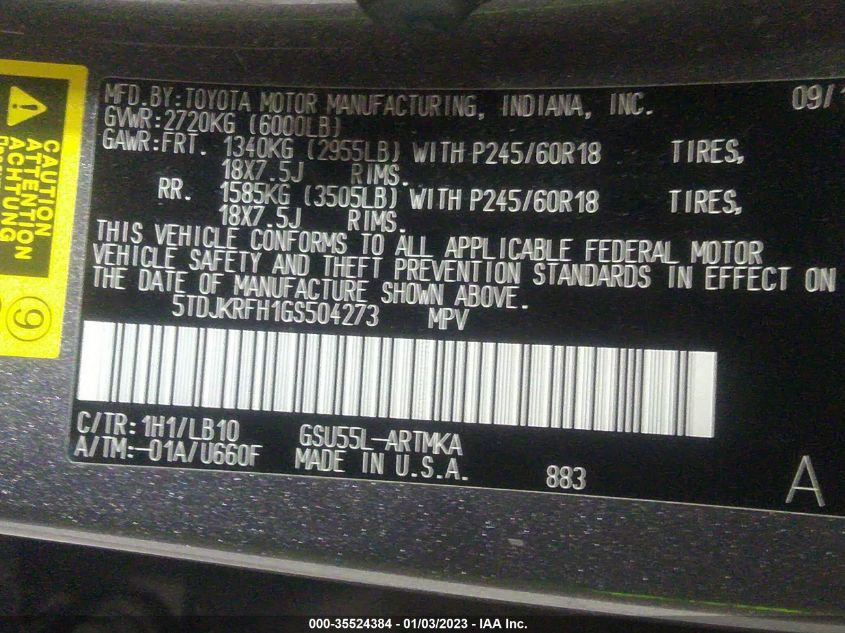 MFD.BY:TOYOTA MOTOR MANUFACTURING, INDIANA, INC. 09/1
GVWR:2720KG (6000LB)
GAWR:FRT. 1340KG (2955LB) WITH P245/60R18 TIRES,
18X7.5J RIMS.
RR. 1585KG (3505LB) WITH P245/60R18 TIRES,
18X7.5J RIMS.
THIS VEHICLE CONFORMS TO ALL APPLICABLE FEDERAL MOTOR
VEHICLE SAFETY AND THEFT PREVENTION STANDARDS IN EFFECT ON
THE DATE OF MANUFACTURE SHOWN ABOVE.
5TDJKRFH1GS504273 MPV
C/TR: 1H1/LB10 GSU55L-ARTMKA
A/TM:-01A/U660F MADE IN U.S.A. 883 A
CAUTION
ATTENTION
ACHTUNG
9
000-35524384 - 01/03/2023 - IAA Inc.